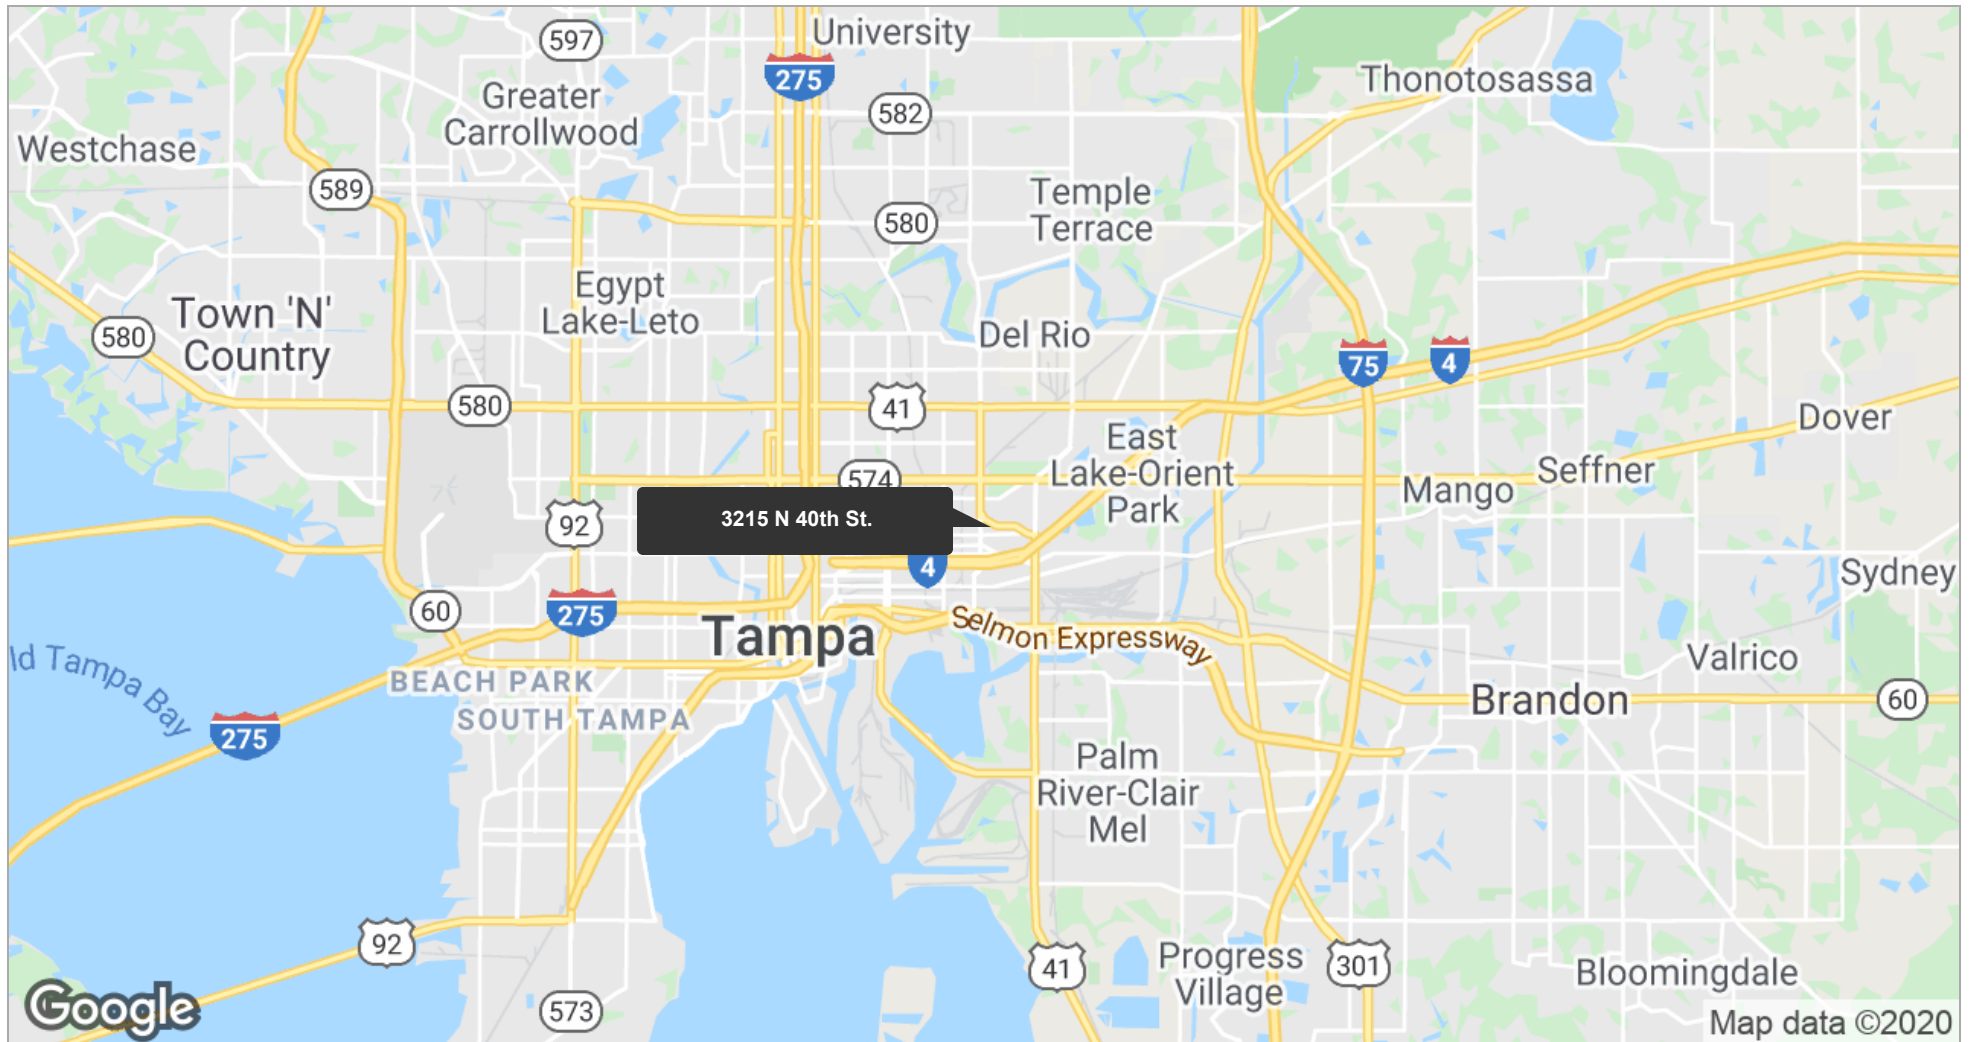 597
University
275
Thonotosassa
Greater
Carrollwood
582
Westchase
589
Temple
Terrace
580
Egypt
Lake-Leto
Town 'N'
Country
580
Del Rio
75
4
580
41
Dover
East
Lake-Orient
Park
574
Mango
Seffner
92
3215 N 40th St.
4
Sydney
60
275
Tampa
Selmon Expressway
ld Tampa Bay
Valrico
BEACH PARK
Brandon
60
SOUTH TAMPA
275
Palm
River-Clair
Mel
92
41
Progress
Village
301
Bloomingdale
Google
573
Map data ©2020